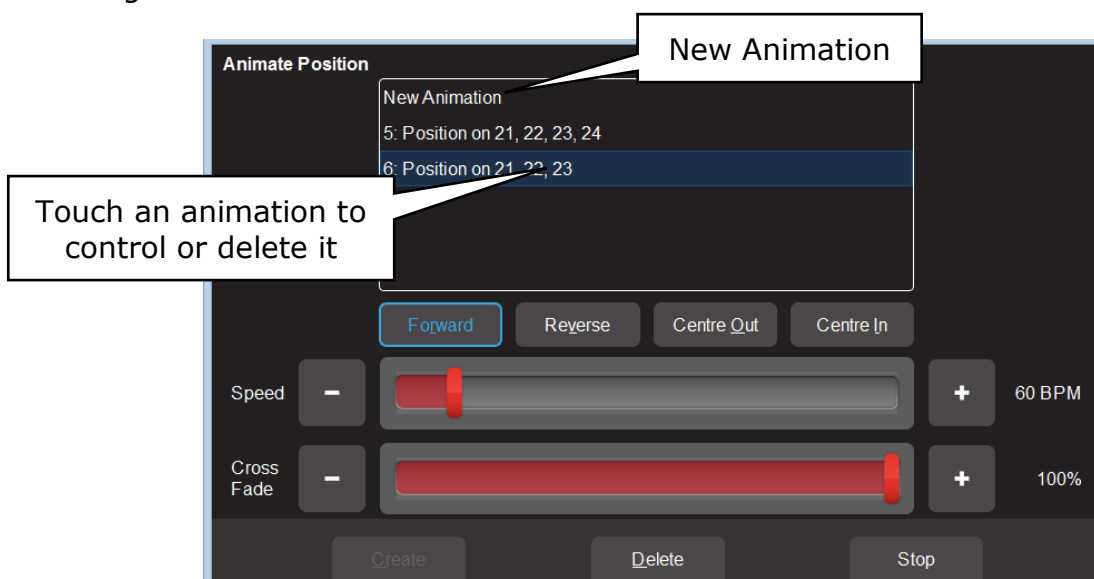 New Animation
Animate Position
New Animation
5: Position on 21, 22, 23, 24
6: Position on 21, 22, 23
Touch an animation to
control or delete it
Forward Reverse Centre Out Centre In
Speed - + 60 BPM
Cross
Fade - + 100%
Create Delete Stop